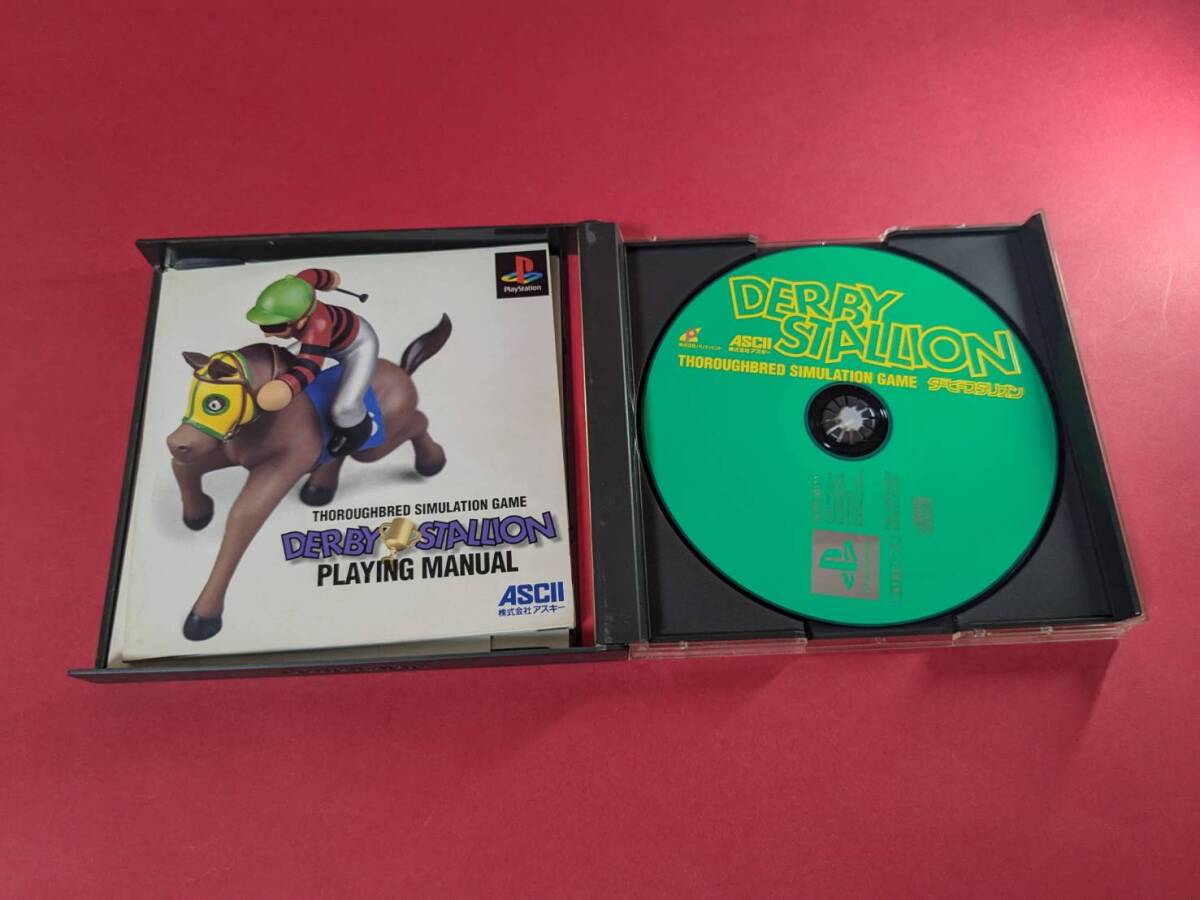 PlayStation
THOROUGHBRED SIMULATION GAME
DERBY STALLION
PLAYING MANUAL
ASCII
株式会社アスキー
DERBY
STALLION
ASCII
株式会社アスキー
THOROUGHBRED SIMULATION GAME
ダービースタリオン